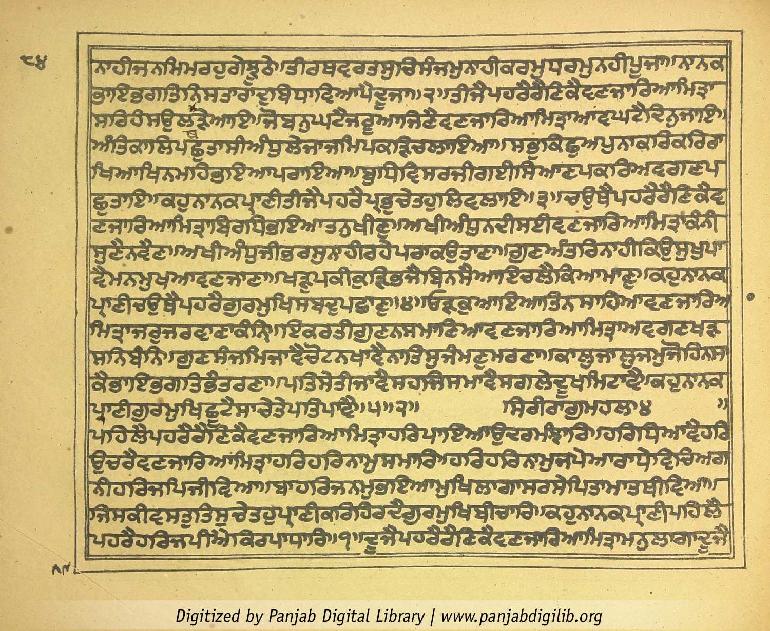 ੮੪
ਨਾਹੀਜਨਮਿਮਰਹੁਗੇਝੂਠੇ॥ਤੀਰਥਵਰਤਸੁਚਿਸੰਜਮੁਨਾਹੀਕਰਮੁਧਰਮੁਨਹੀਪੂਜਾ॥ਨਾਨਕ
ਭਾਇਭਗਤਿਨਿਸਤਾਰਾਦੁਬਿਧਾਵਿਆਪੈਦੂਜਾ॥੨॥ਤੀਜੈਪਹਰੈਰੈਣਿਕੈਵਣਜਾਰਿਆਮਿਤ੍ਰਾ
ਸਰਿਹੰਸਉਲਥੜੇਆਇ॥ਜੋਬਨੁਘਟੈਜਰੂਆਜਿਣੈਵਣਜਾਰਿਆਮਿਤ੍ਰਾਆਵਘਟੈਦਿਨੁਜਾਇ॥
ਅੰਤਿਕਾਲਿਪਛੁਤਾਸੀਅੰਧੁਲੇਜਾਜਮਿਪਕੜਿਚਲਾਇਆ॥ਸਭੁਕਿਛੁਅਪੁਨਾਕਰਿਕਰਿਰਾ
ਖਿਆਖਿਨਮਹਿਭਇਆਪਰਾਇਆ॥ਬੁਧਿਵਿਸਰਜੀਗਈਸਿਆਣਪਕਰਿਅਵਗਣਪ
ਛੁਤਾਇ॥ਕਹੁਨਾਨਕਪ੍ਰਾਣੀਤੀਜੈਪਹਰੈਪ੍ਰਭੁਚੇਤਹੁਲਿਵਲਾਇ॥੩॥ਚਉਥੈਪਹਰੈਰੈਣਿਕੈਵ
ਣਜਾਰਿਆਮਿਤ੍ਰਾਬਿਰਧਿਭਇਆਤਨੁਖੀਣੁ॥ਅਖੀਅੰਧੁਨਦੀਸਈਵਣਜਾਰਿਆਮਿਤ੍ਰਾਕੰਨੀ
ਸੁਣੈਨਵੈਣ॥ਅਖੀਅੰਧੁਜੀਭਰਸੁਨਾਹੀਰਹੇਪਰਾਕਉਤਾਣਾ॥ਗੁਣਅੰਤਰਿਨਾਹੀਕਿਉਸੁਖੁਪਾ
ਵੈਮਨਮੁਖਆਵਣਜਾਣਾ॥ਖੜੁਪਕੀਕੁੜਿਭਜੈਬਿਨਸੈਆਇਚਲੈਕਿਆਮਾਣੁ॥ਕਹੁਨਾਨਕ
ਪ੍ਰਾਣੀਚਉਥੈਪਹਰੈਗੁਰਮੁਖਿਸਬਦੁਪਛਾਣੁ॥੪॥ਓੜਕੁਆਇਆਤਿਨਸਾਹਿਆਵਣਜਾਰਿਅ
ਮਿਤ੍ਰਾਜਰੁਜਰਵਾਣਾਕੰਨਿ॥ਇਕਰਤੀਗੁਣਨਸਮਾਣਿਆਵਣਜਾਰਿਆਮਿਤ੍ਰਾਅਵਗਣਖੜ
ਸਨਿਬੰਨਿ॥ਗੁਣਸੰਜਮਿਜਾਵੈਚੋਟਨਖਾਵੈਨਾਤਿਸੁਜੰਮਣੁਮਰਣਾ॥ਕਾਲੁਜਾਲੁਜਮੁਜੋਹਿਨਸ
ਕੈਭਾਇਭਗਤਿਭੈਤਰਣਾ॥ਪਤਿਸੇਤੀਜਾਵੈਸਹਜਿਸਮਾਵੈਸਗਲੇਦੂਖਮਿਟਾਵੈ॥ਕਹੁਨਾਨਕ
ਪ੍ਰਾਣੀਗੁਰਮੁਖਿਛੂਟੈਸਾਚੇਤੇਪਤਿਪਾਵੈ॥੫॥੨॥ ਸਿਰੀਰਾਗੁਮਹਲਾ੪ ॥
ਪਹਿਲੈਪਹਰੈਰੈਣਿਕੈਵਣਜਾਰਿਆਮਿਤ੍ਰਾਹਰਿਪਾਇਆਉਦਰਮੰਝਾਰਿ॥ਹਰਿਧਿਆਵੈਹਰਿ
ਉਚਰੈਵਣਜਾਰਿਆਮਿਤ੍ਰਾਹਰਿਹਰਿਨਾਮੁਸਮਾਰਿ॥ਹਰਿਹਰਿਨਾਮੁਜਪੇਆਰਾਧੇਵਿਚਿਅਗ
ਨੀਹਰਿਜਪਿਜੀਵਿਆ॥ਬਾਹਰਿਜਨਮੁਭਇਆਮੁਖਿਲਾਗਾਸਰਸੇਪਿਤਾਮਾਤਥੀਵਿਆ॥
ਜਿਸਕੀਵਸਤੁਤਿਸੁਚੇਤਹੁਪ੍ਰਾਣੀਕਰਿਹਿਰਦੈਗੁਰਮੁਖਿਬੀਚਾਰਿ॥ਕਹੁਨਾਨਕਪ੍ਰਾਣੀਪਹਿਲੈ
ਪਹਰੈਹਰਿਜਪੀਐਕਿਰਪਾਧਾਰਿ॥੧॥ਦੂਜੈਪਹਰੈਰੈਣਿਕੈਵਣਜਾਰਿਆਮਿਤ੍ਰਾਮਨੁਲਾਗਾਦੂਜੈ
Digitized by Panjab Digital Library | www.panjabdigilib.org